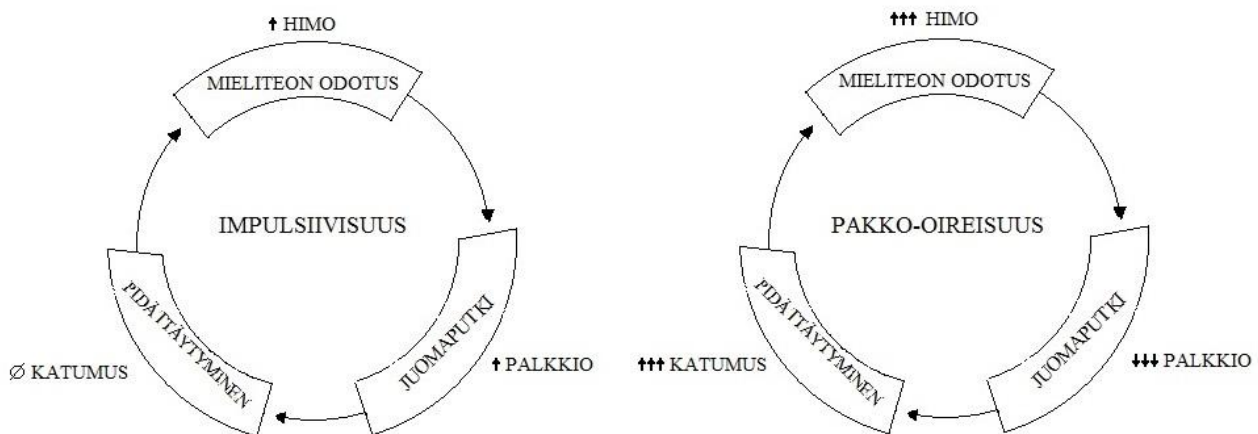 ↑ HIMO
MIELITEON ODOTUS
IMPULSIIVISUUS
PIDÄTTÄYTYMINEN
JUOMAPUTKI
∅ KATUMUS
↑ PALKKIO
↑↑↑ HIMO
MIELITEON ODOTUS
PAKKO-OIREISUUS
PIDÄTTÄYTYMINEN
JUOMAPUTKI
↑↑↑ KATUMUS
↓↓↓ PALKKIO